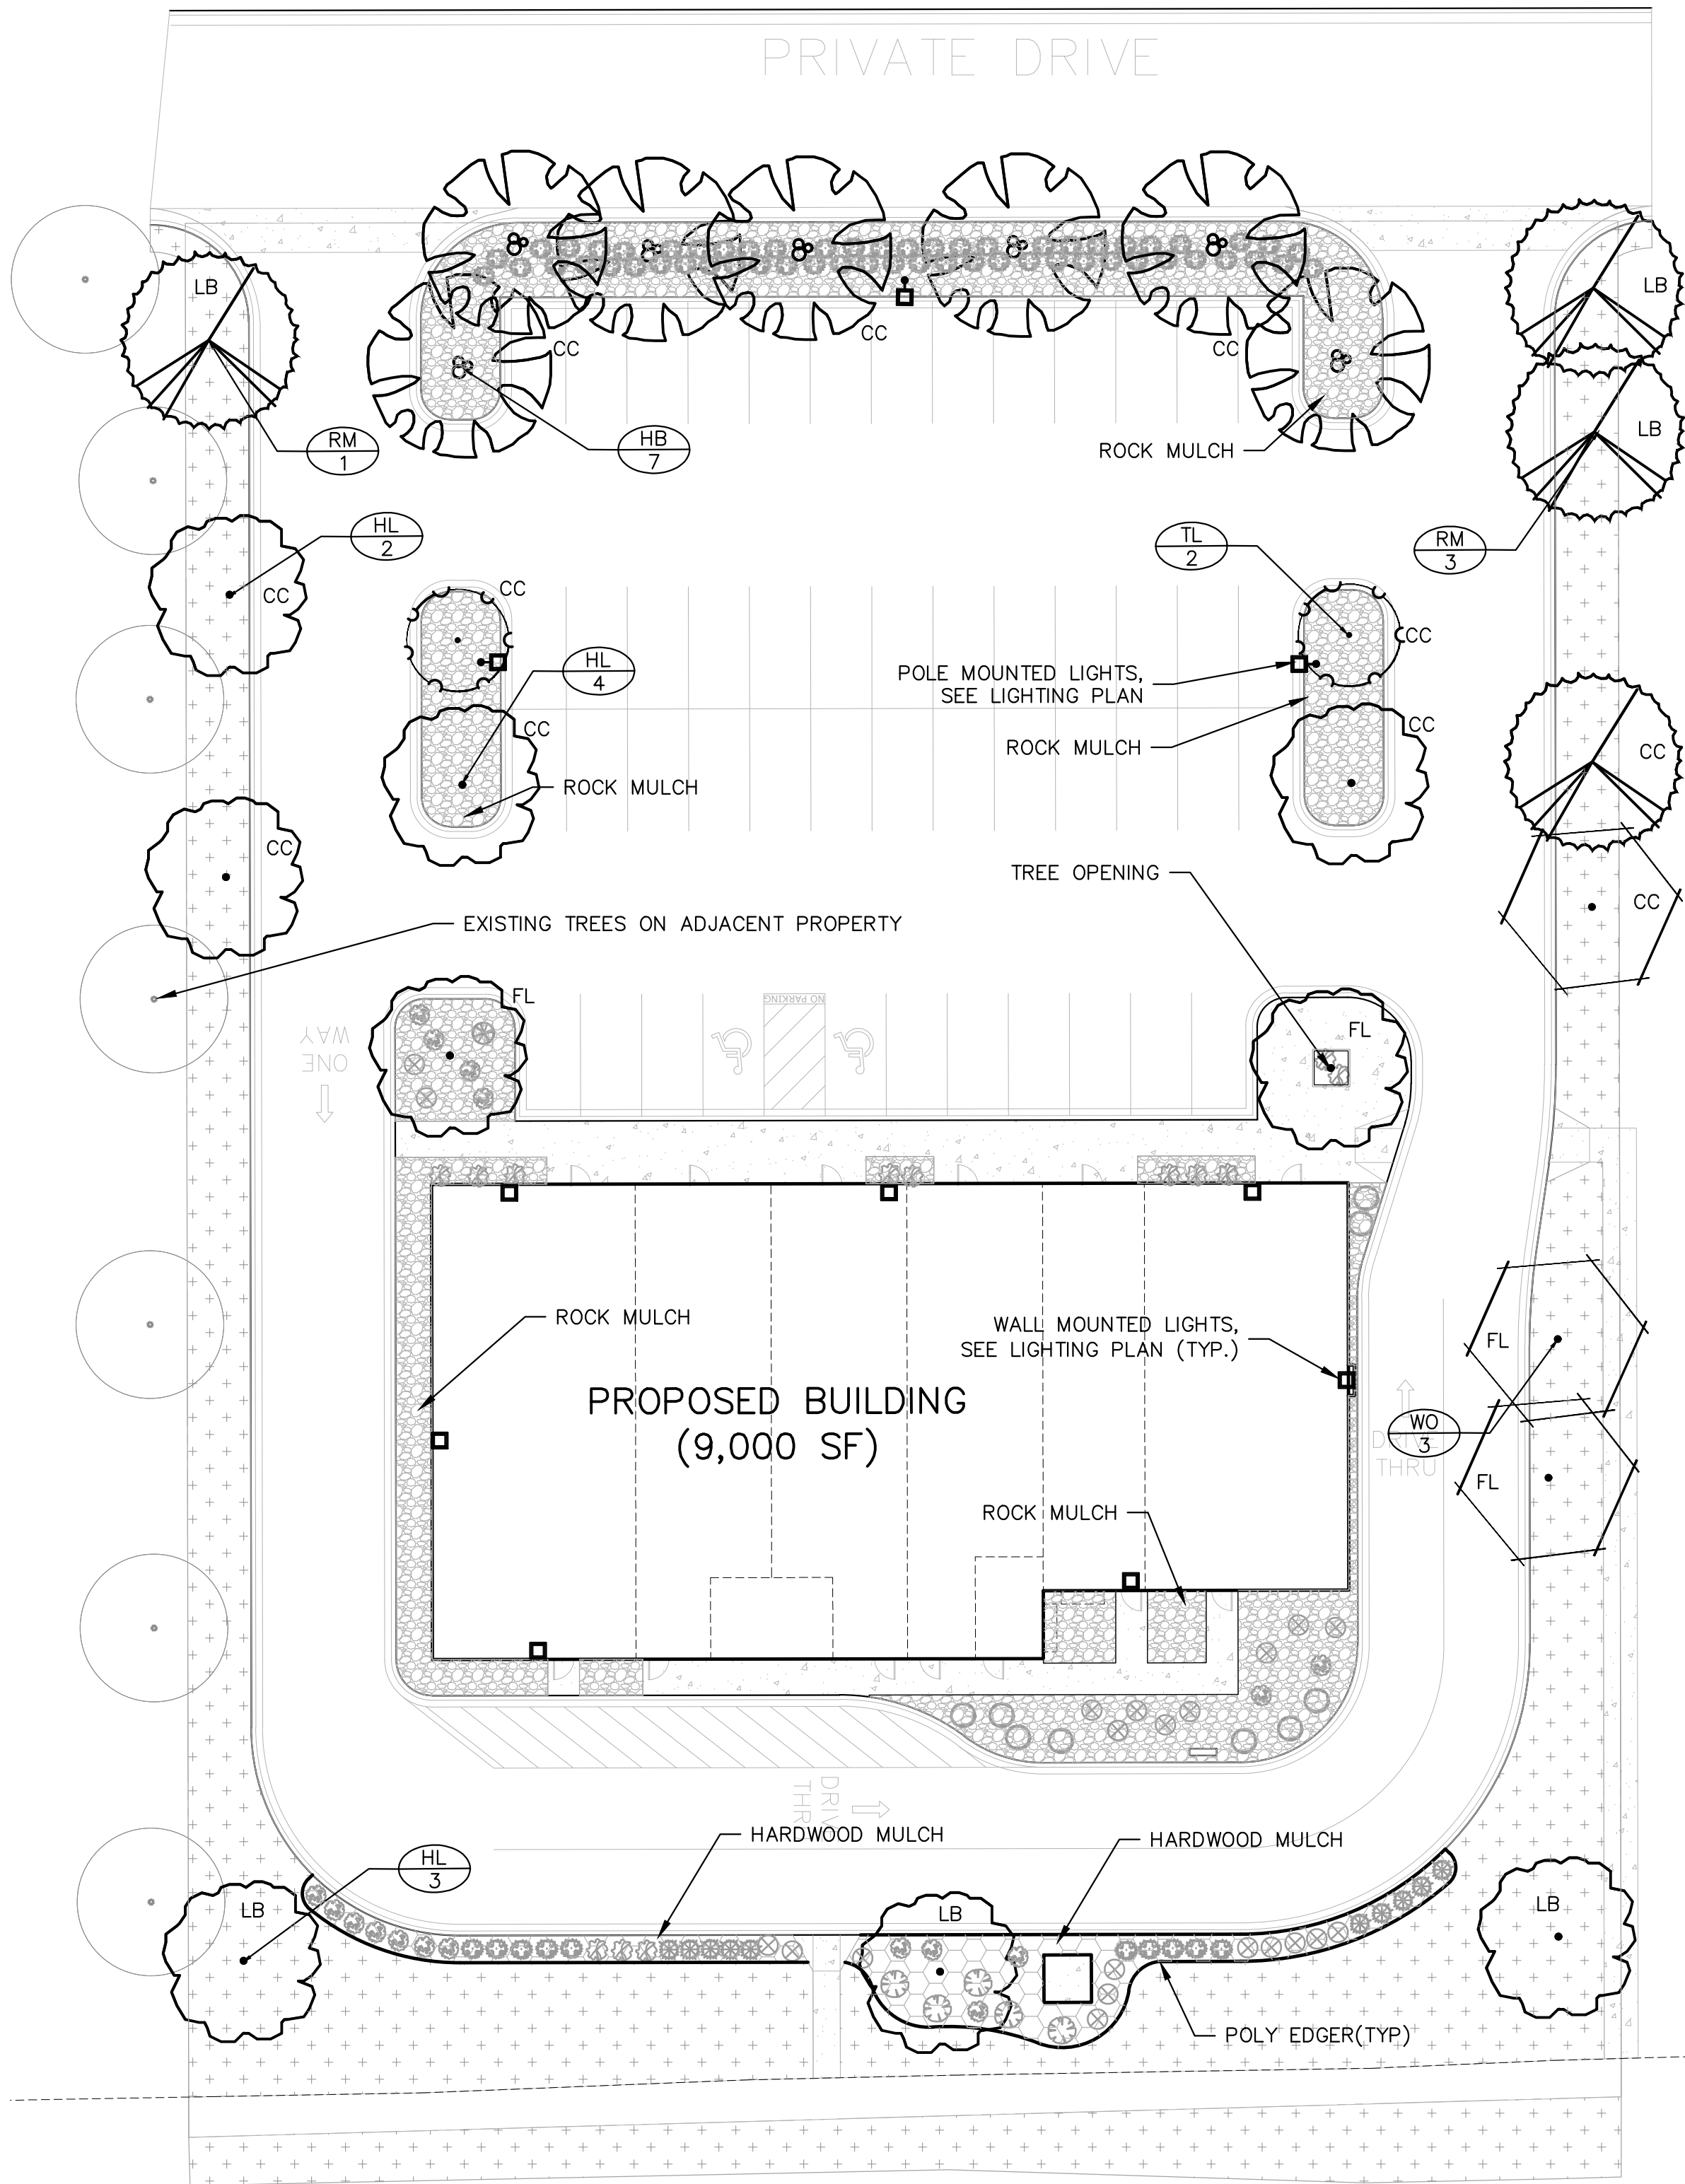 PRIVATE DRIVE
LB
LB
CC
CC
CC
LB
RM
1
HB
7
ROCK MULCH
HL
2
TL
2
RM
3
CC
CC
CC
HL
4
POLE MOUNTED LIGHTS,
SEE LIGHTING PLAN
CC
CC
ROCK MULCH
CC
ROCK MULCH
CC
TREE OPENING
CC
EXISTING TREES ON ADJACENT PROPERTY
FL
NO PARKING
FL
ONE
WAY
ROCK MULCH
WALL MOUNTED LIGHTS,
SEE LIGHTING PLAN (TYP.)
FL
PROPOSED BUILDING
(9,000 SF)
WO
3
DRIVE
THRU
FL
ROCK MULCH
DRIVE
THRU
HARDWOOD MULCH
HARDWOOD MULCH
HL
3
LB
LB
LB
POLY EDGER(TYP)